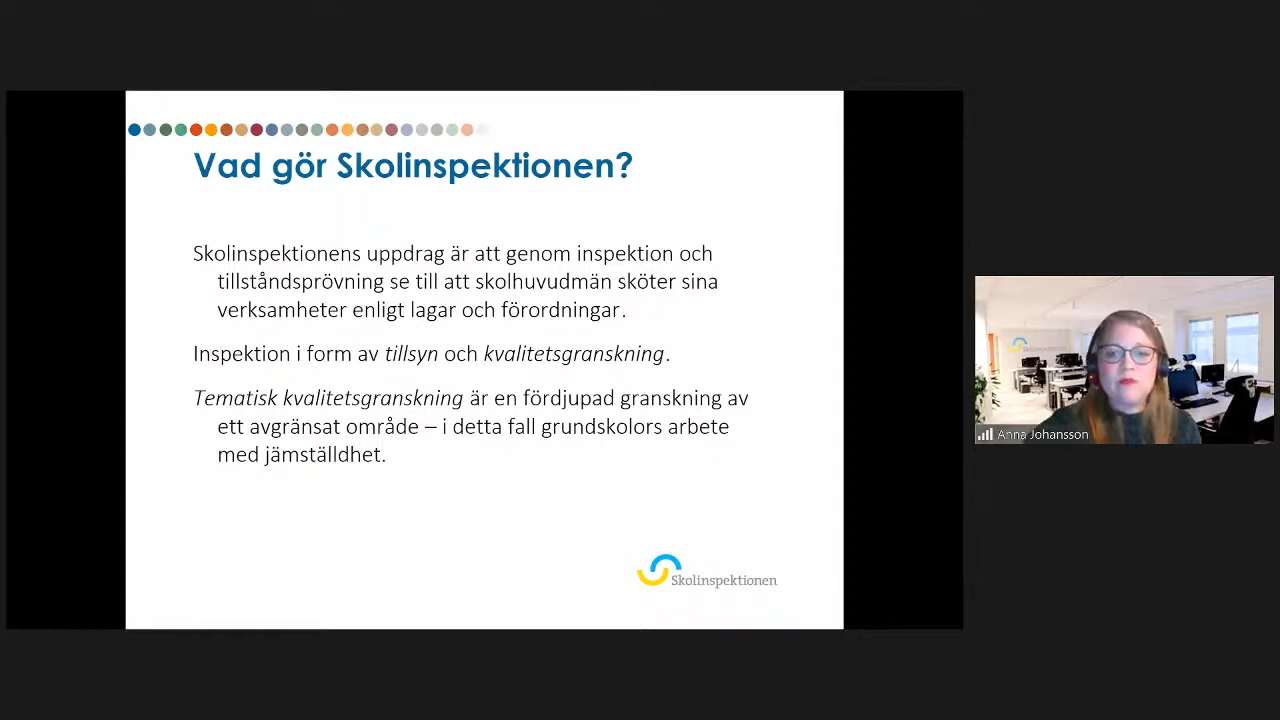 Vad gör Skolinspektionen?
Skolinspektionens uppdrag är att genom inspektion och
tillståndsprövning se till att skolhuvudmän sköter sina
verksamheter enligt lagar och förordningar.
Inspektion i form av tillsyn och kvalitetsgranskning.
Tematisk kvalitetsgranskning är en fördjupad granskning av
ett avgränsat område – i detta fall grundskolors arbete
med jämställdhet.
Skolinspektionen
Skolinspektionen
Anna Johansson